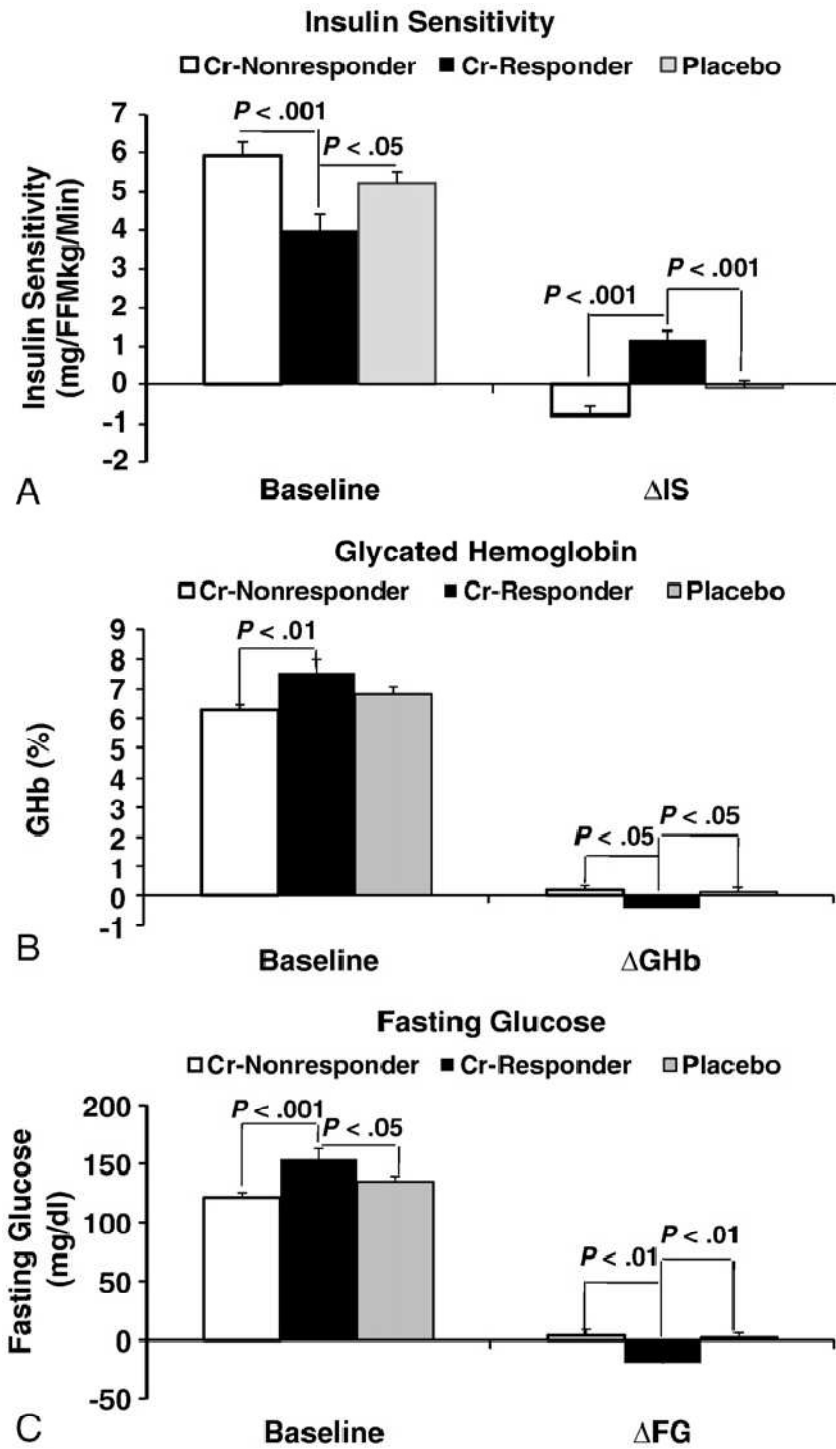 Insulin Sensitivity
Cr-Nonresponder Cr-Responder Placebo
Insulin Sensitivity
(mg/FFMkg/Min)
7
6
5
4
3
2
1
0
-1
-2
P < .001
P < .05
P < .001
P < .001
A
Baseline
ΔIS
Glycated Hemoglobin
Cr-Nonresponder Cr-Responder Placebo
GHb (%)
9
8
7
6
5
4
3
2
1
0
-1
P < .01
P < .05
P < .05
B
Baseline
ΔGHb
Fasting Glucose
Cr-Nonresponder Cr-Responder Placebo
Fasting Glucose
(mg/dl)
200
150
100
50
0
-50
P < .001
P < .05
P < .01
P < .01
C
Baseline
ΔFG